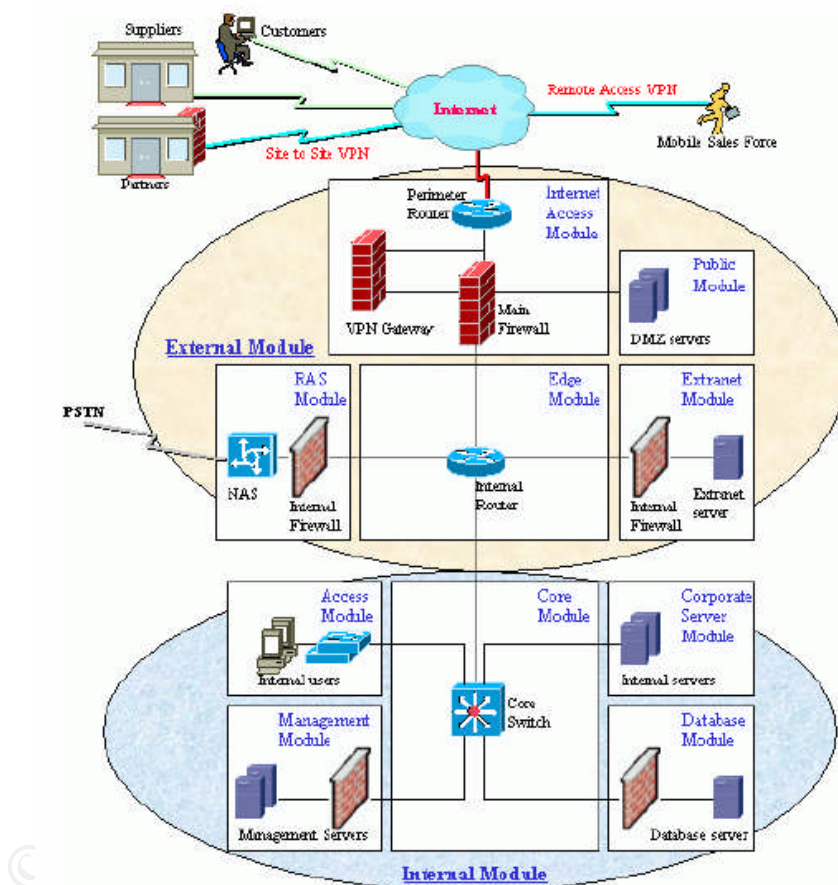 Suppliers
Customers
Internet
Remote Access VPN
Mobile Sales Force
Site to Site VPN
Partners
Perimeter
Router
Internet
Access
Module
VPN Gateway
Main
Firewall
Public
Module
DMZ servers
External Module
RAS
Module
Edge
Module
Extranet
Module
PSTN
NAS
Internal
Firewall
Internal
Router
Internal
Firewall
Extranet
server
Access
Module
Core
Module
Corporate
Server
Module
Internal users
Internal servers
Core
Switch
Management
Module
Database
Module
Management Servers
Database server
Internal Module